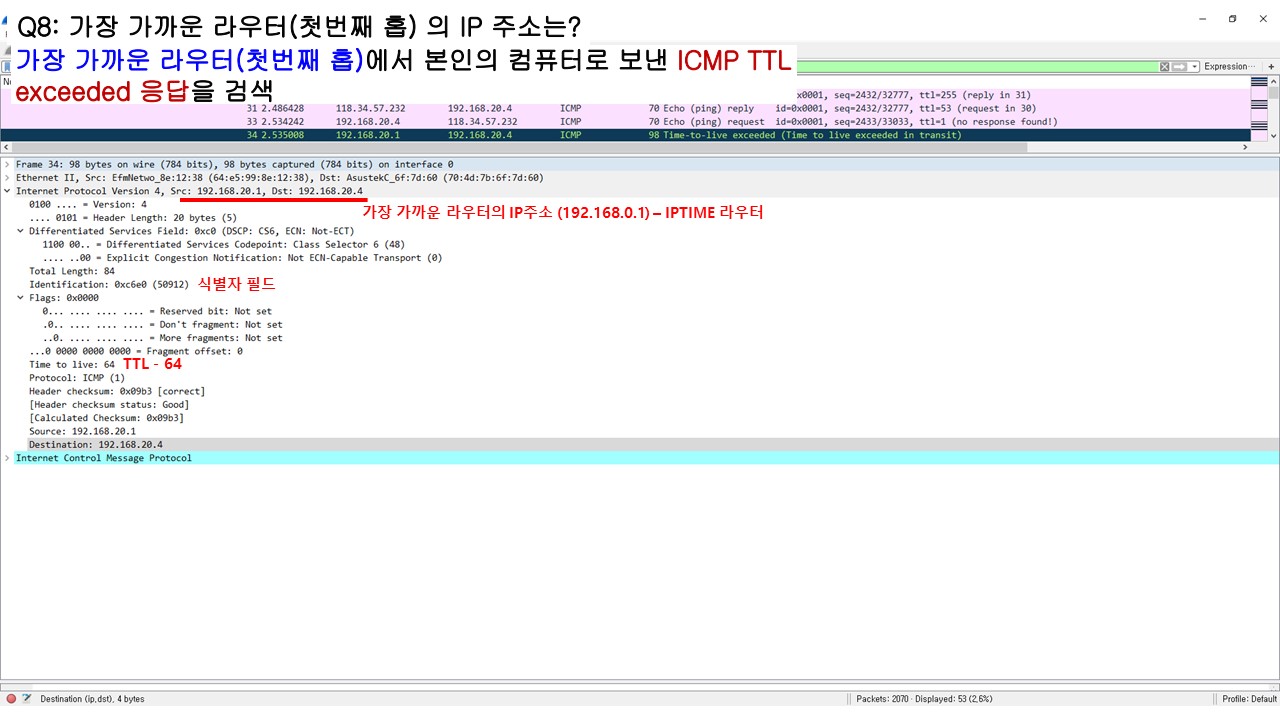 Q8: 가장 가까운 라우터(첫번째 홉) 의 IP 주소는?
가장 가까운 라우터(첫번째 홉)에서 본인의 컴퓨터로 보낸 ICMP TTL
exceeded 응답을 검색
Expression… +
x0001, seq=2432/32777, ttl=255 (reply in 31)
31 2.486428 118.34.57.232 192.168.20.4 ICMP 70 Echo (ping) reply id=0x0001, seq=2432/32777, ttl=53 (request in 30)
33 2.534242 192.168.20.4 118.34.57.232 ICMP 70 Echo (ping) request id=0x0001, seq=2433/33033, ttl=1 (no response found!)
34 2.535008 192.168.20.1 192.168.20.4 ICMP 98 Time-to-live exceeded (Time to live exceeded in transit)
Frame 34: 98 bytes on wire (784 bits), 98 bytes captured (784 bits) on interface 0
Ethernet II, Src: EfmNetwo_8e:12:38 (64:e5:99:8e:12:38), Dst: AsustekC_6f:7d:60 (70:4d:7b:6f:7d:60)
Internet Protocol Version 4, Src: 192.168.20.1, Dst: 192.168.20.4
0100 .... = Version: 4
.... 0101 = Header Length: 20 bytes (5)
가장 가까운 라우터의 IP주소 (192.168.0.1) – IPTIME 라우터
Differentiated Services Field: 0xc0 (DSCP: CS6, ECN: Not-ECT)
1100 00.. = Differentiated Services Codepoint: Class Selector 6 (48)
.... ..00 = Explicit Congestion Notification: Not ECN-Capable Transport (0)
Total Length: 84
Identification: 0xc6e0 (50912) 식별자 필드
Flags: 0x0000
0... .... .... .... = Reserved bit: Not set
.0.. .... .... .... = Don't fragment: Not set
..0. .... .... .... = More fragments: Not set
...0 0000 0000 0000 = Fragment offset: 0
Time to live: 64 TTL - 64
Protocol: ICMP (1)
Header checksum: 0x09b3 [correct]
[Header checksum status: Good]
[Calculated Checksum: 0x09b3]
Source: 192.168.20.1
Destination: 192.168.20.4
Internet Control Message Protocol
Destination (ip.dst), 4 bytes
Packets: 2070 · Displayed: 53 (2.6%)
Profile: Default